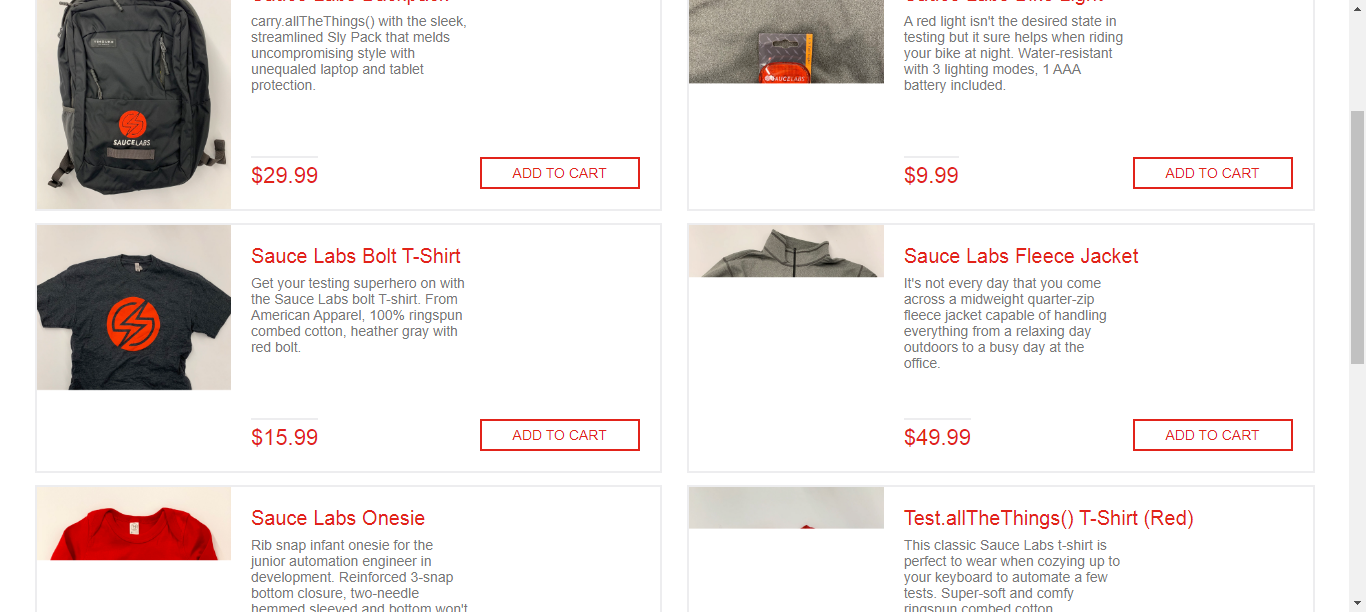 carry.allTheThings() with the sleek,
streamlined Sly Pack that melds
uncompromising style with
unequaled laptop and tablet
protection.
SAUCELABS
$29.99
ADD TO CART
A red light isn't the desired state in
testing but it sure helps when riding
your bike at night. Water-resistant
with 3 lighting modes, 1 AAA
battery included.
SAUCELABS
$9.99
ADD TO CART
Sauce Labs Bolt T-Shirt
Get your testing superhero on with
the Sauce Labs bolt T-shirt. From
American Apparel, 100% ringspun
combed cotton, heather gray with
red bolt.
$15.99
ADD TO CART
Sauce Labs Fleece Jacket
It's not every day that you come
across a midweight quarter-zip
fleece jacket capable of handling
everything from a relaxing day
outdoors to a busy day at the
office.
$49.99
ADD TO CART
Sauce Labs Onesie
Rib snap infant onesie for the
junior automation engineer in
development. Reinforced 3-snap
bottom closure, two-needle
hemmed sleeved and bottom won't
Test.allTheThings() T-Shirt (Red)
This classic Sauce Labs t-shirt is
perfect to wear when cozying up to
your keyboard to automate a few
tests. Super-soft and comfy
ringspun combed cotton